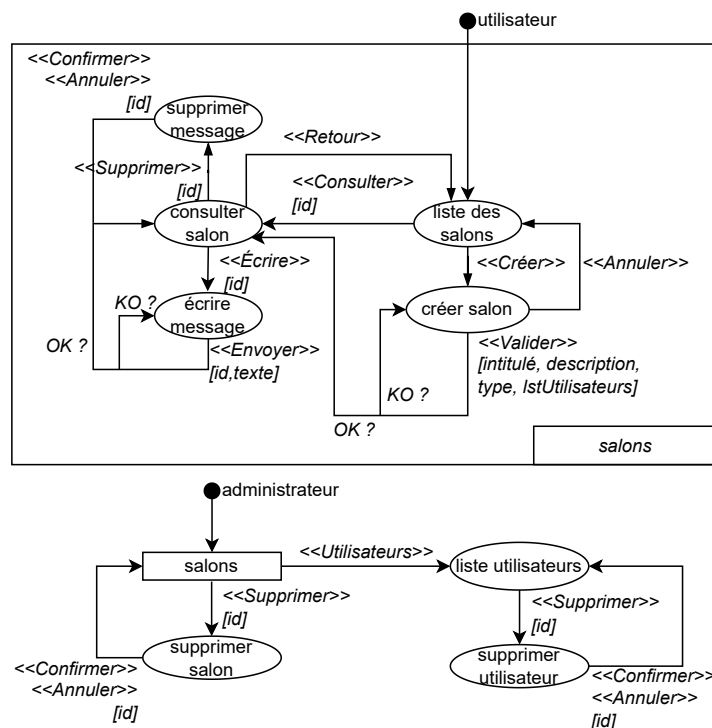 utilisateur
<<Confirmer>>
<<Annuler>>
[id]
supprimer
message
<<Retour>>
<<Supprimer>>
[id]
<<Consulter>>
[id]
consulter
salon
liste des
salons
<<Écrire>>
[id]
<<Créer>>
<<Annuler>>
KO ?
écrire
message
créer salon
OK ?
<<Envoyer>>
[id,texte]
<<Valider>>
[intitulé, description,
type, lstUtilisateurs]
KO ?
OK ?
salons
administrateur
salons
<<Utilisateurs>>
liste utilisateurs
<<Supprimer>>
[id]
<<Supprimer>>
[id]
supprimer
salon
supprimer
utilisateur
<<Confirmer>>
<<Annuler>>
[id]
<<Confirmer>>
<<Annuler>>
[id]